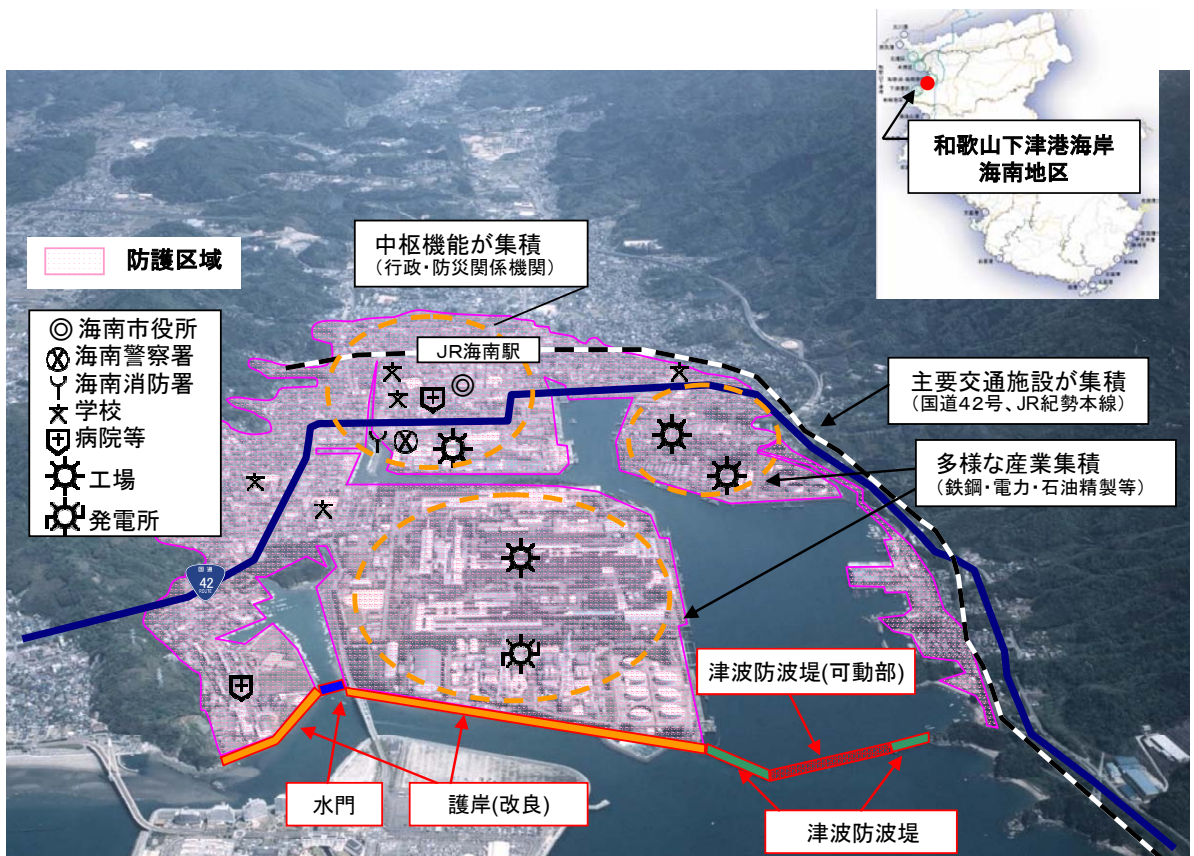 和歌山下津港海岸
海南地区
防護区域
中枢機能が集積
(行政・防災関係機関)
◎海南市役所
海南警察署
海南消防署
学校
病院等
工場
発電所
JR海南駅
主要交通施設が集積
(国道42号、JR紀勢本線)
多様な産業集積
(鉄鋼・電力・石油精製等)
国道
42
ROUTE
津波防波堤(可動部)
水門
護岸(改良)
津波防波堤